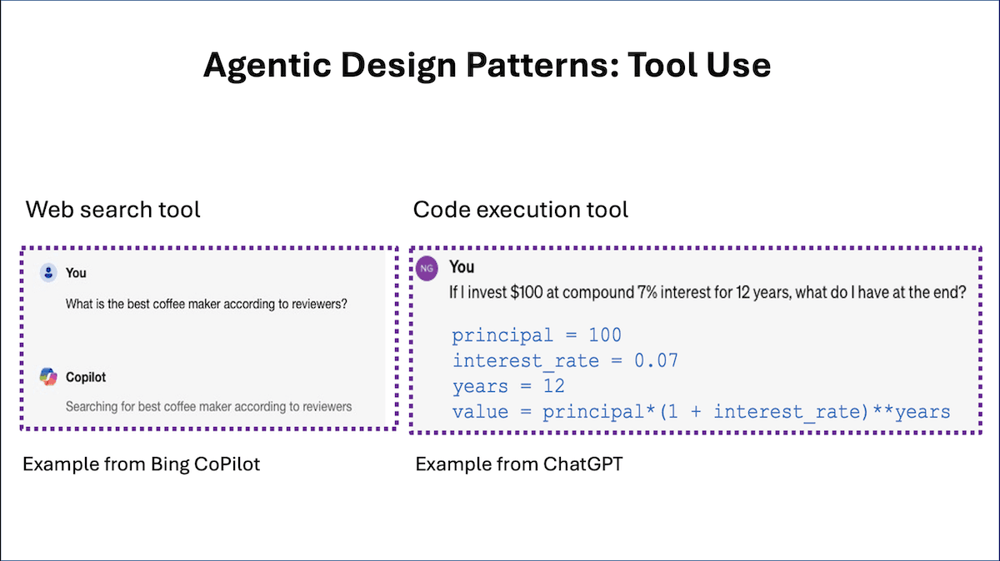 Agentic Design Patterns: Tool Use
Web search tool
You
What is the best coffee maker according to reviewers?
Copilot
Searching for best coffee maker according to reviewers
Example from Bing CoPilot
Code execution tool
NG
You
If I invest $100 at compound 7% interest for 12 years, what do I have at the end?
principal = 100
interest_rate = 0.07
years = 12
value = principal*(1 + interest_rate)**years
Example from ChatGPT